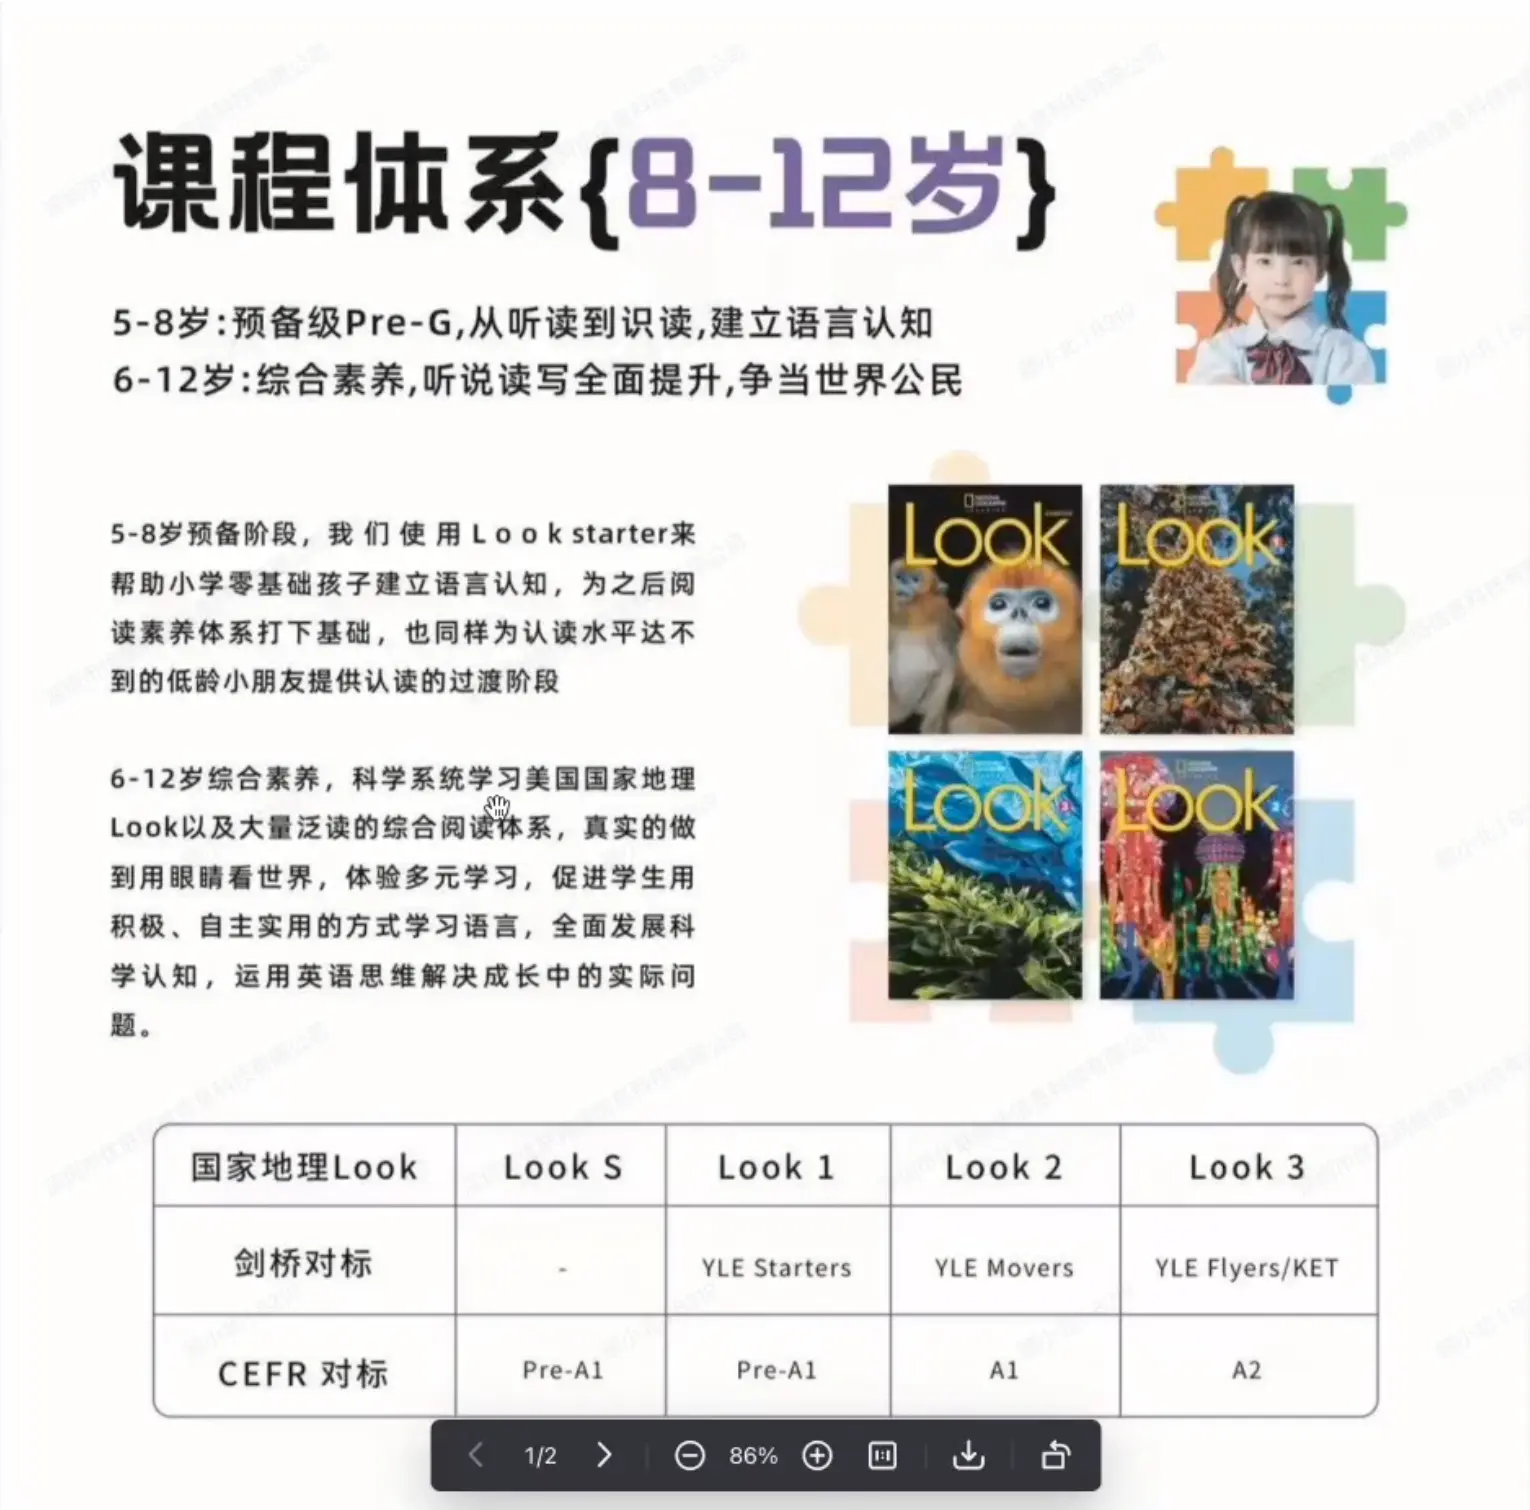 课程体系{8-12岁}
5-8岁:预备级Pre-G,从听读到识读,建立语言认知
6-12岁:综合素养,听说读写全面提升,争当世界公民
5-8岁预备阶段，我们使用Look starter来
帮助小学零基础孩子建立语言认知，为之后阅
读素养体系打下基础，也同样为认读水平达不
到的低龄小朋友提供认读的过渡阶段
6-12岁综合素养，科学系统学习美国国家地理
Look以及大量泛读的综合阅读体系，真实的做
到用眼睛看世界，体验多元学习，促进学生用
积极、自主实用的方式学习语言，全面发展科
学认知，运用英语思维解决成长中的实际问
题。
Look
Look
Look
Look
国家地理Look Look S Look 1 Look 2 Look 3
剑桥对标 - YLE Starters YLE Movers YLE Flyers/KET
CEFR 对标 Pre-A1 Pre-A1 A1 A2
1/2 86%